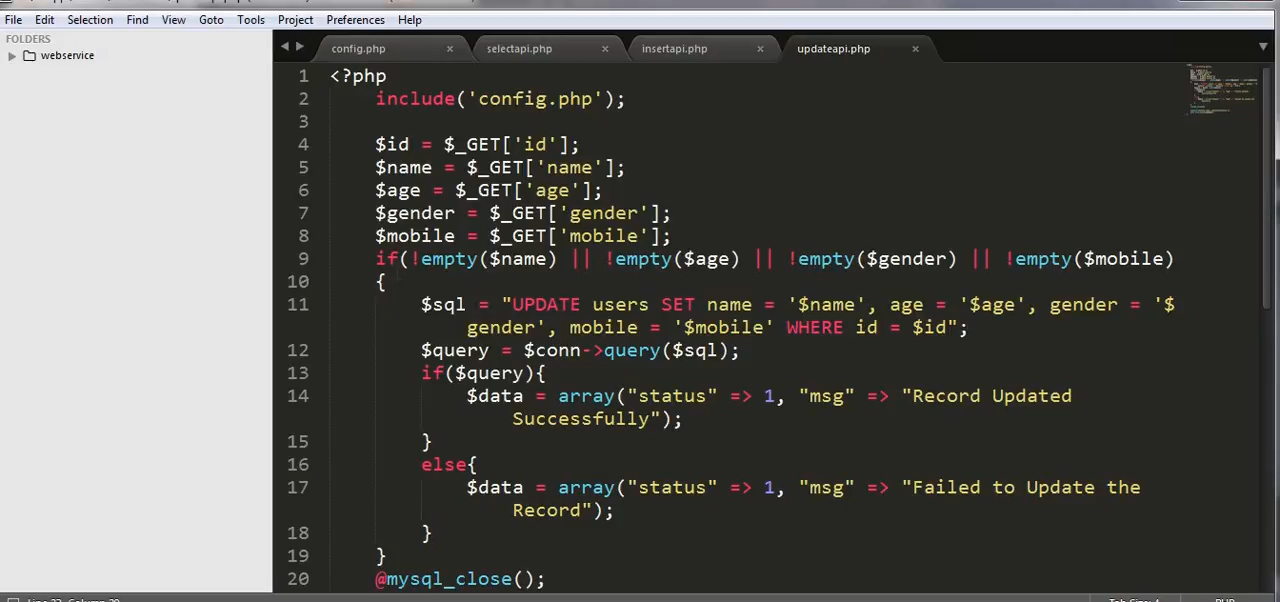 File Edit Selection Find View Goto Tools Project Preferences Help
FOLDERS
webservice
config.php × selectapi.php × insertapi.php × updateapi.php ×
1 <?php
2 include('config.php');
3
4 $id = $_GET['id'];
5 $name = $_GET['name'];
6 $age = $_GET['age'];
7 $gender = $_GET['gender'];
8 $mobile = $_GET['mobile'];
9 if(!empty($name) || !empty($age) || !empty($gender) || !empty($mobile)
10 {
11 $sql = "UPDATE users SET name = '$name', age = '$age', gender = '$
gender', mobile = '$mobile' WHERE id = $id";
12 $query = $conn->query($sql);
13 if($query){
14 $data = array("status" => 1, "msg" => "Record Updated
Successfully");
15 }
16 else{
17 $data = array("status" => 1, "msg" => "Failed to Update the
Record");
18 }
19 }
20 @mysql_close();